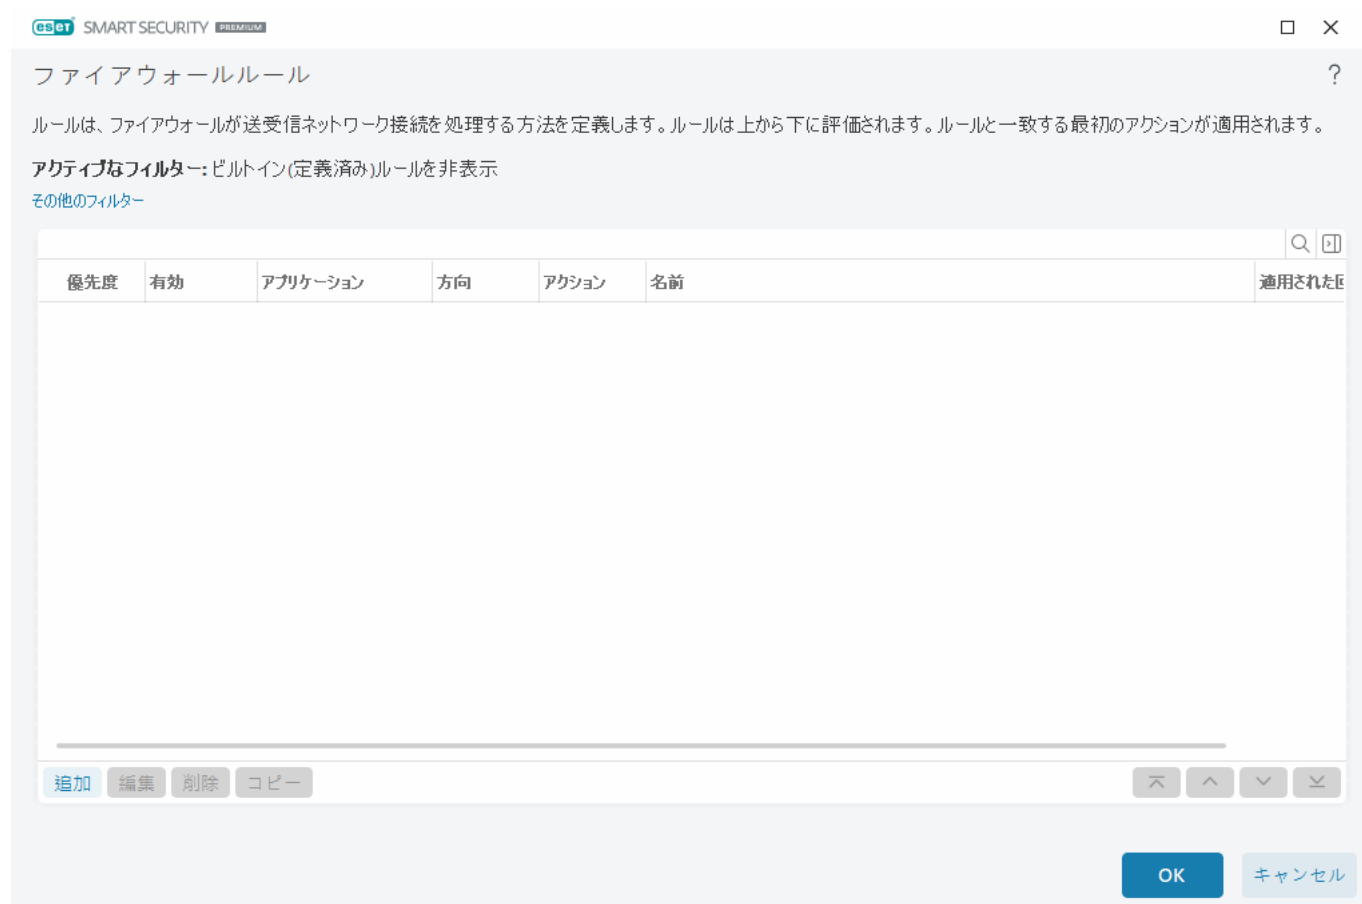 eset SMART SECURITY PREMIUM
ファイアウォールルール
?
ルールは、ファイアウォールが送受信ネットワーク接続を処理する方法を定義します。ルールは上から下に評価されます。ルールと一致する最初のアクションが適用されます。
アクティブなフィルター: ビルトイン(定義済み)ルールを非表示
その他のフィルター
優先度 有効 アプリケーション 方向 アクション 名前 適用された
追加 編集 削除 コピー
OK キャンセル